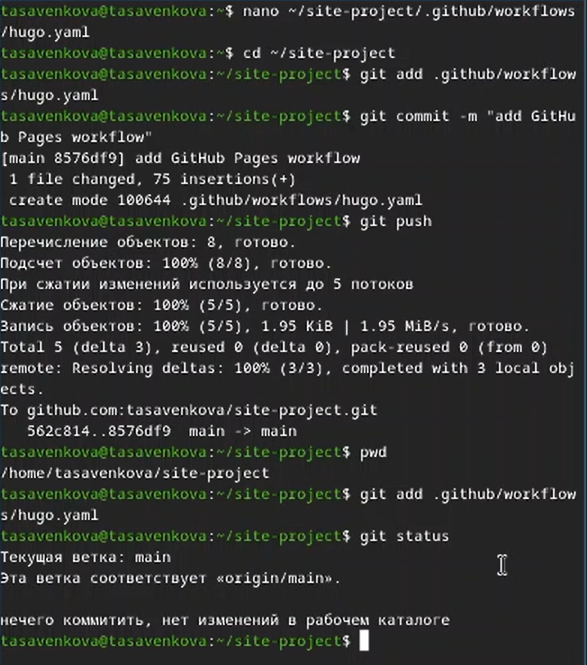 tasavenkova@tasavenkova:~$ nano ~/site-project/.github/workflows
/hugo.yaml
tasavenkova@tasavenkova:~$ cd ~/site-project
tasavenkova@tasavenkova:~/site-project$ git add .github/workflow
s/hugo.yaml
tasavenkova@tasavenkova:~/site-project$ git commit -m "add GitHu
b Pages workflow"
[main 8576df9] add GitHub Pages workflow
 1 file changed, 75 insertions(+)
 create mode 100644 .github/workflows/hugo.yaml
tasavenkova@tasavenkova:~/site-project$ git push
Перечисление объектов: 8, готово.
Подсчет объектов: 100% (8/8), готово.
При сжатии изменений используется до 5 потоков
Сжатие объектов: 100% (5/5), готово.
Запись объектов: 100% (5/5), 1.95 KiB | 1.95 MiB/s, готово.
Total 5 (delta 3), reused 0 (delta 0), pack-reused 0 (from 0)
remote: Resolving deltas: 100% (3/3), completed with 3 local obj
ects.
To github.com:tasavenkova/site-project.git
   562c814..8576df9  main -> main
tasavenkova@tasavenkova:~/site-project$ pwd
/home/tasavenkova/site-project
tasavenkova@tasavenkova:~/site-project$ git add .github/workflow
s/hugo.yaml
tasavenkova@tasavenkova:~/site-project$ git status
Текущая ветка: main
Эта ветка соответствует «origin/main».

нечего коммитить, нет изменений в рабочем каталоге
tasavenkova@tasavenkova:~/site-project$